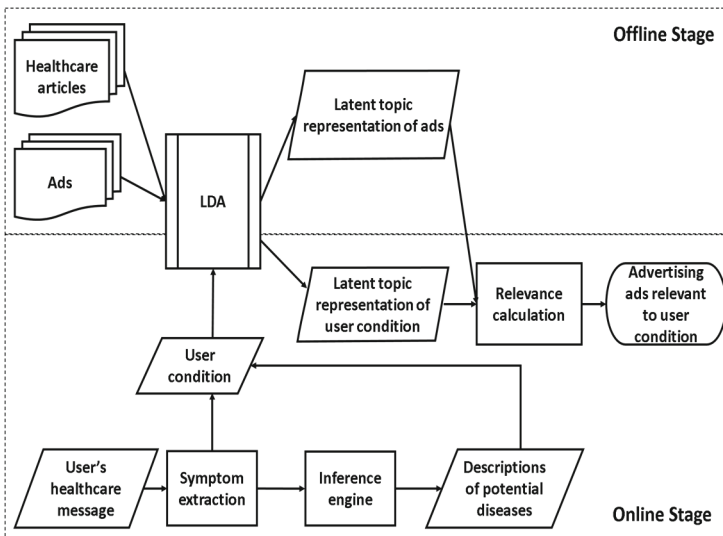 Offline Stage
Healthcare
articles
Latent topic
representation of ads
Ads
LDA
Latent topic
representation of
user condition
Relevance
calculation
Advertising
ads relevant
to user
condition
User
condition
User's
healthcare
message
Symptom
extraction
Inference
engine
Descriptions
of potential
diseases
Online Stage